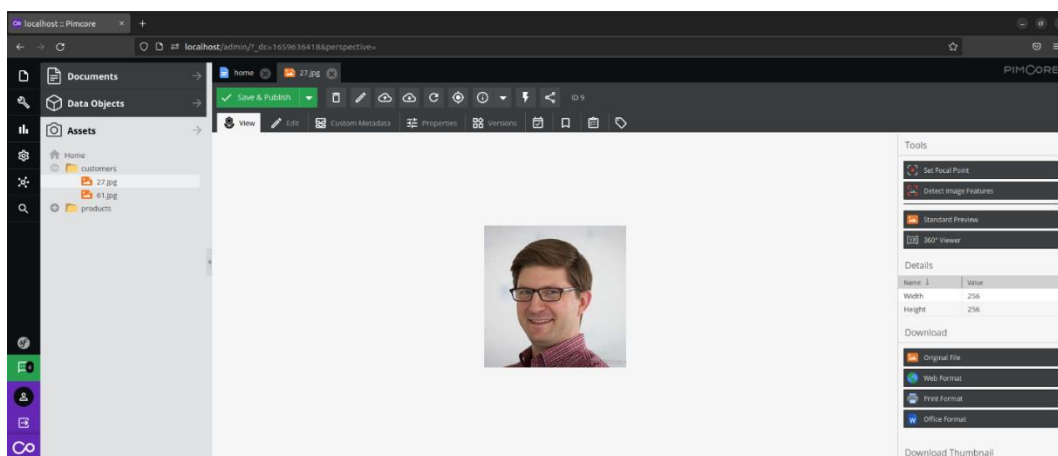 localhost :: Pimcore
localhost/admin/?_dc=1659636418&perspective=
Documents
Data Objects
Assets
Home
customers
27.jpg
61.jpg
products
home
27.jpg
PIMCORE
Save & Publish
ID 9
View
Edit
Custom Metadata
Properties
Versions
Tools
Set Focal Point
Detect Image Features
Standard Preview
360° Viewer
Details
Name ↓ Value
Width 256
Height 256
Download
Original File
Web Format
Print Format
Office Format
Download Thumbnail